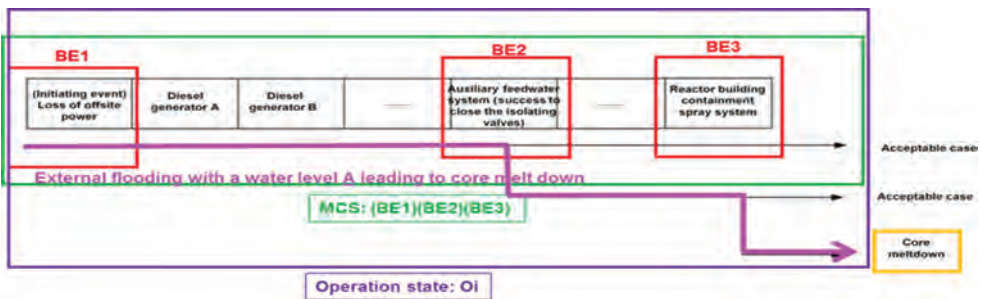 BE1
BE2
BE3
(Initiating event)
Loss of offsite
power
Diesel
generator A
Diesel
generator B
Auxiliary feedwater
system (success to
close the isolating
valves)
Reactor building
containment
spray system
Acceptable case
External flooding with a water level A leading to core melt down
Acceptable case
MCS: (BE1)(BE2)(BE3)
Core
meltdown
Operation state: Oi